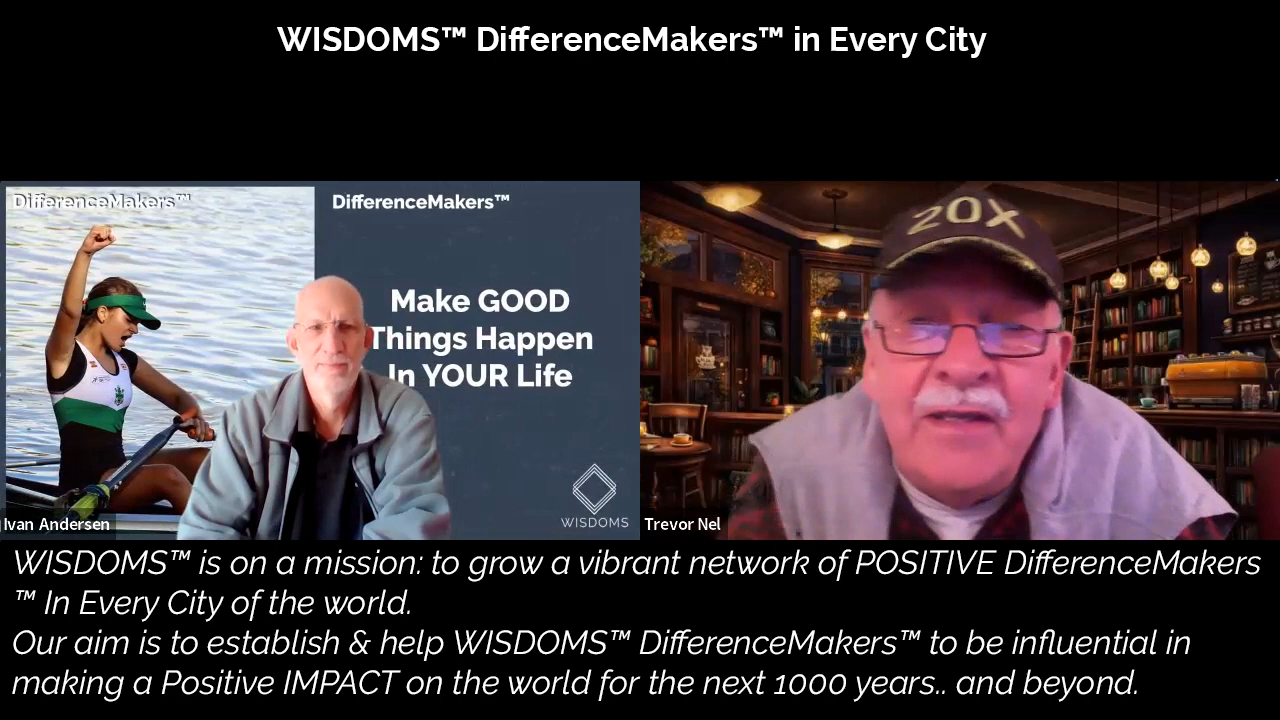 WISDOMS™ DifferenceMakers™ in Every City
DifferenceMakers™
DifferenceMakers™
Make GOOD
Things Happen
In YOUR Life
WISDOMS
Ivan Andersen
20X
Trevor Nel
WISDOMS™ is on a mission: to grow a vibrant network of POSITIVE DifferenceMakers
™ In Every City of the world.
Our aim is to establish & help WISDOMS™ DifferenceMakers™ to be influential in
making a Positive IMPACT on the world for the next 1000 years.. and beyond.